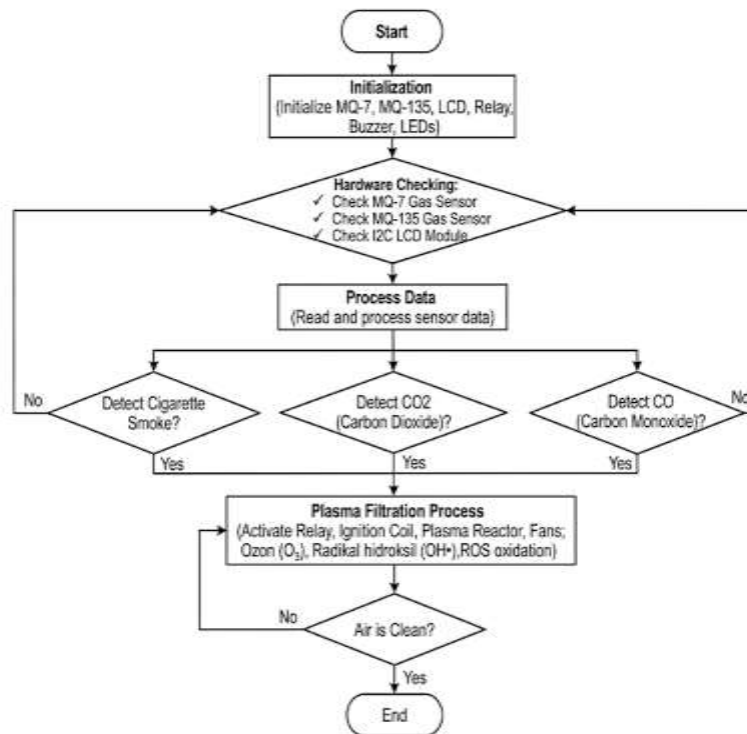 Start
Initialization
(Initialize MQ-7, MQ-135, LCD, Relay,
Buzzer, LEDs)
Hardware Checking:
✓ Check MQ-7 Gas Sensor
✓ Check MQ-135 Gas Sensor
✓ Check I2C LCD Module
Process Data
(Read and process sensor data)
No
Detect Cigarette
Smoke?
Detect CO2
(Carbon Dioxide)?
Detect CO
(Carbon Monoxide)?
No
Yes
Yes
Yes
Plasma Filtration Process
(Activate Relay, Ignition Coil, Plasma Reactor, Fans;
Ozon (O₃), Radikal hidroksil (OH•),ROS oxidation)
No
Air is Clean?
Yes
End